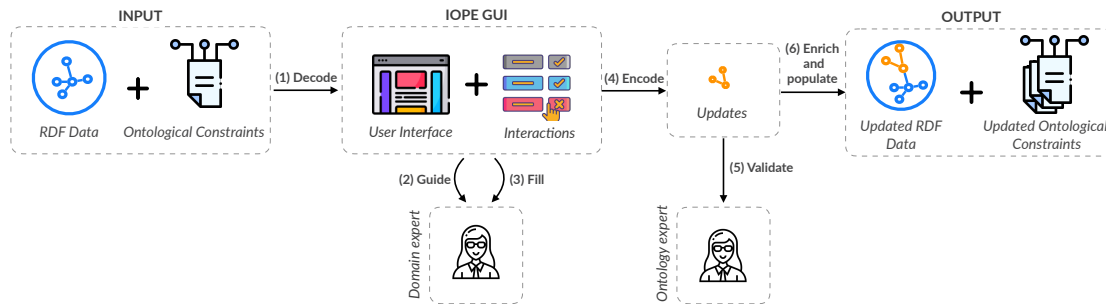 INPUT
IOPE GUI
OUTPUT
(1) Decode
(4) Encode
(6) Enrich
and
populate
RDF Data
Ontological Constraints
User Interface
Interactions
Updates
Updated RDF
Data
Updated Ontological
Constraints
(2) Guide
(3) Fill
(5) Validate
Domain expert
Ontology expert